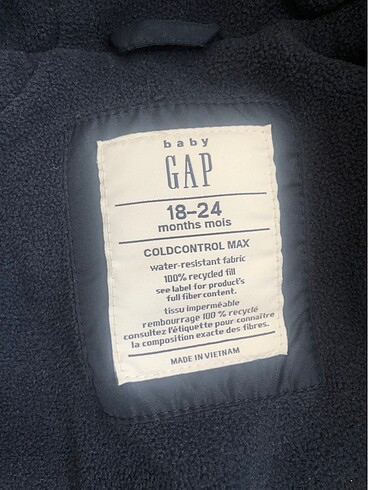 baby
GAP
18-24
months mois
COLDCONTROL MAX
water-resistant fabric
100% recycled fill
see label for product's
full fiber content.
tissu imperméable
rembourrage 100 % recyclé
consultez l'étiquette pour connaître
la composition exacte des fibres.
MADE IN VIETNAM